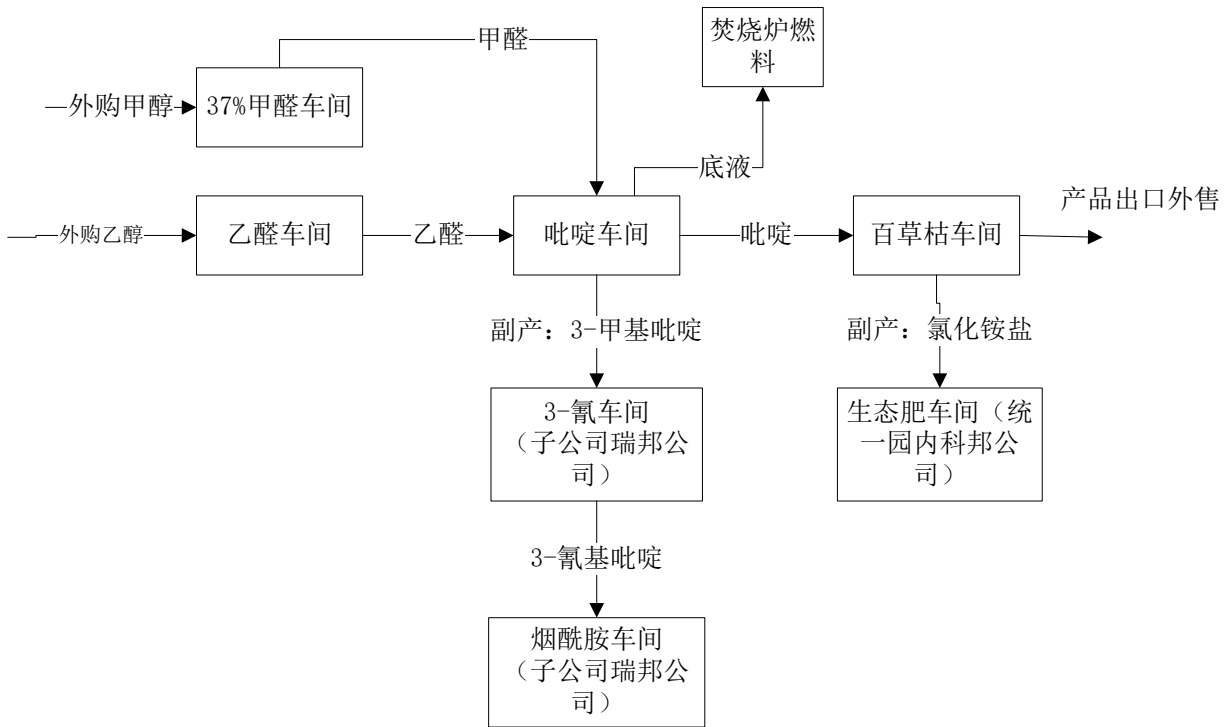 甲醛
焚烧炉燃
料
外购甲醇
37%甲醛车间
底液
产品出口外售
外购乙醇
乙醛车间
乙醛
吡啶车间
吡啶
百草枯车间
副产：3-甲基吡啶
副产：氯化铵盐
3-氰车间
（子公司瑞邦公
司）
生态肥车间（统
一园内科邦公
司）
3-氰基吡啶
烟酰胺车间
（子公司瑞邦公
司）